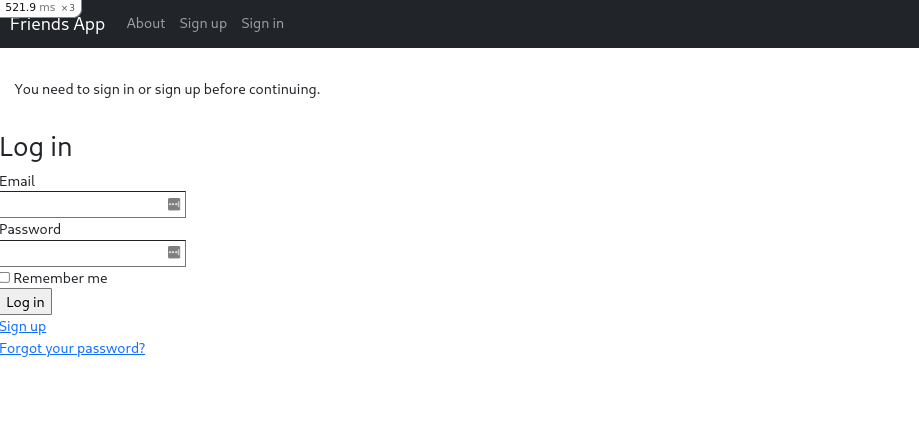 521.9 ms ×3
Friends App About Sign up Sign in
You need to sign in or sign up before continuing.
Log in
Email
Password
Remember me
Log in
Sign up
Forgot your password?